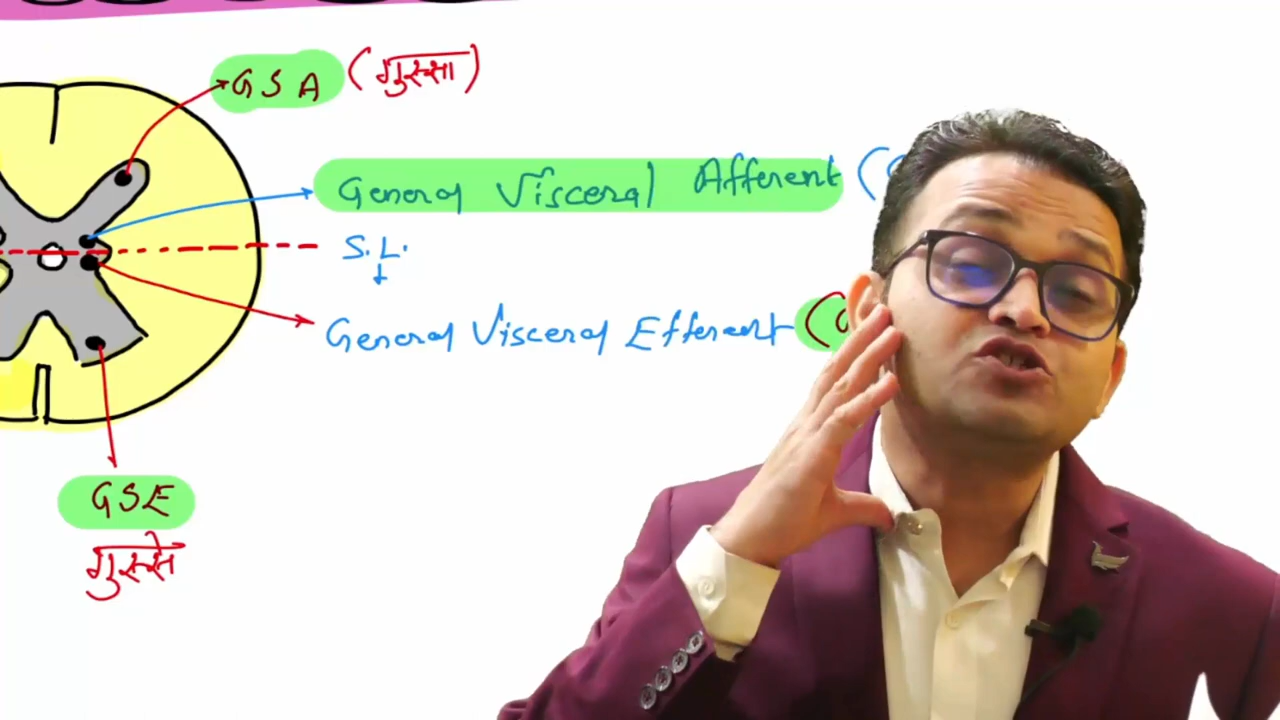 GSA (गुस्सा)
General Visceral Afferent (
S.L.
General Visceral Efferent (
GSE
गुस्से